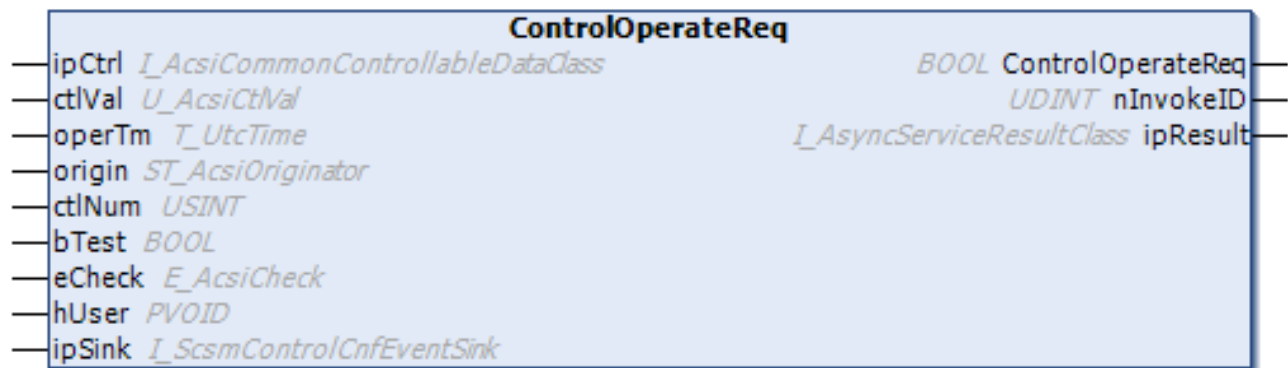 ControlOperateReq
ipCtrl I_AcsiCommonControllableDataClass BOOL ControlOperateReq
ctlVal U_AcsiCtlVal UDINT nInvokeID
operTm T_UtcTime I_AsyncServiceResultClass ipResult
origin ST_AcsiOriginator
ctlNum USINT
bTest BOOL
eCheck E_AcsiCheck
hUser PVOID
ipSink I_ScsmControlCnfEventSink